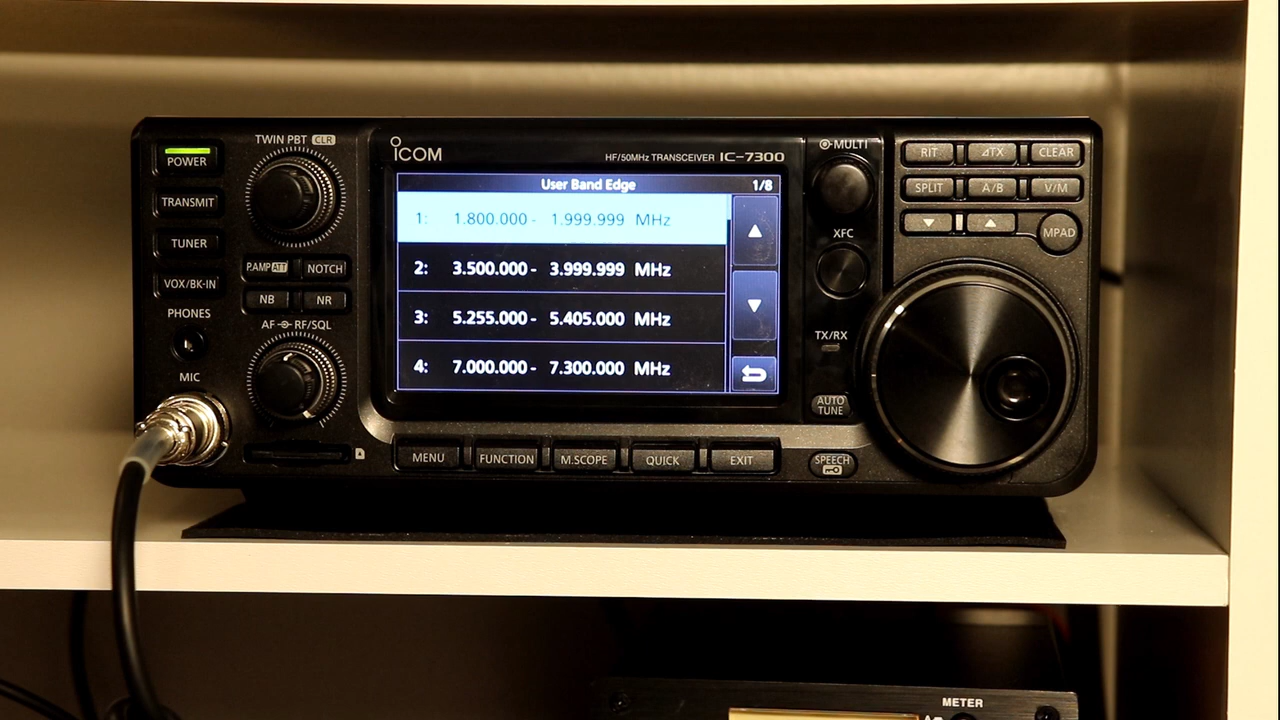 POWER
TRANSMIT
TUNER
VOX/BK-IN
PHONES
MIC
TWIN PBT CLR
P.AMP ATT
NOTCH
NB
NR
AF RF/SQL
ICOM
HF/50MHz TRANSCEIVER IC-7300
User Band Edge 1/8
1: 1.800.000 - 1.999.999 MHz
2: 3.500.000 - 3.999.999 MHz
3: 5.255.000 - 5.405.000 MHz
4: 7.000.000 - 7.300.000 MHz
MENU
FUNCTION
M.SCOPE
QUICK
EXIT
MULTI
XFC
TX/RX
AUTO
TUNE
SPEECH
RIT
⊿TX
CLEAR
SPLIT
A/B
V/M
MPAD
METER